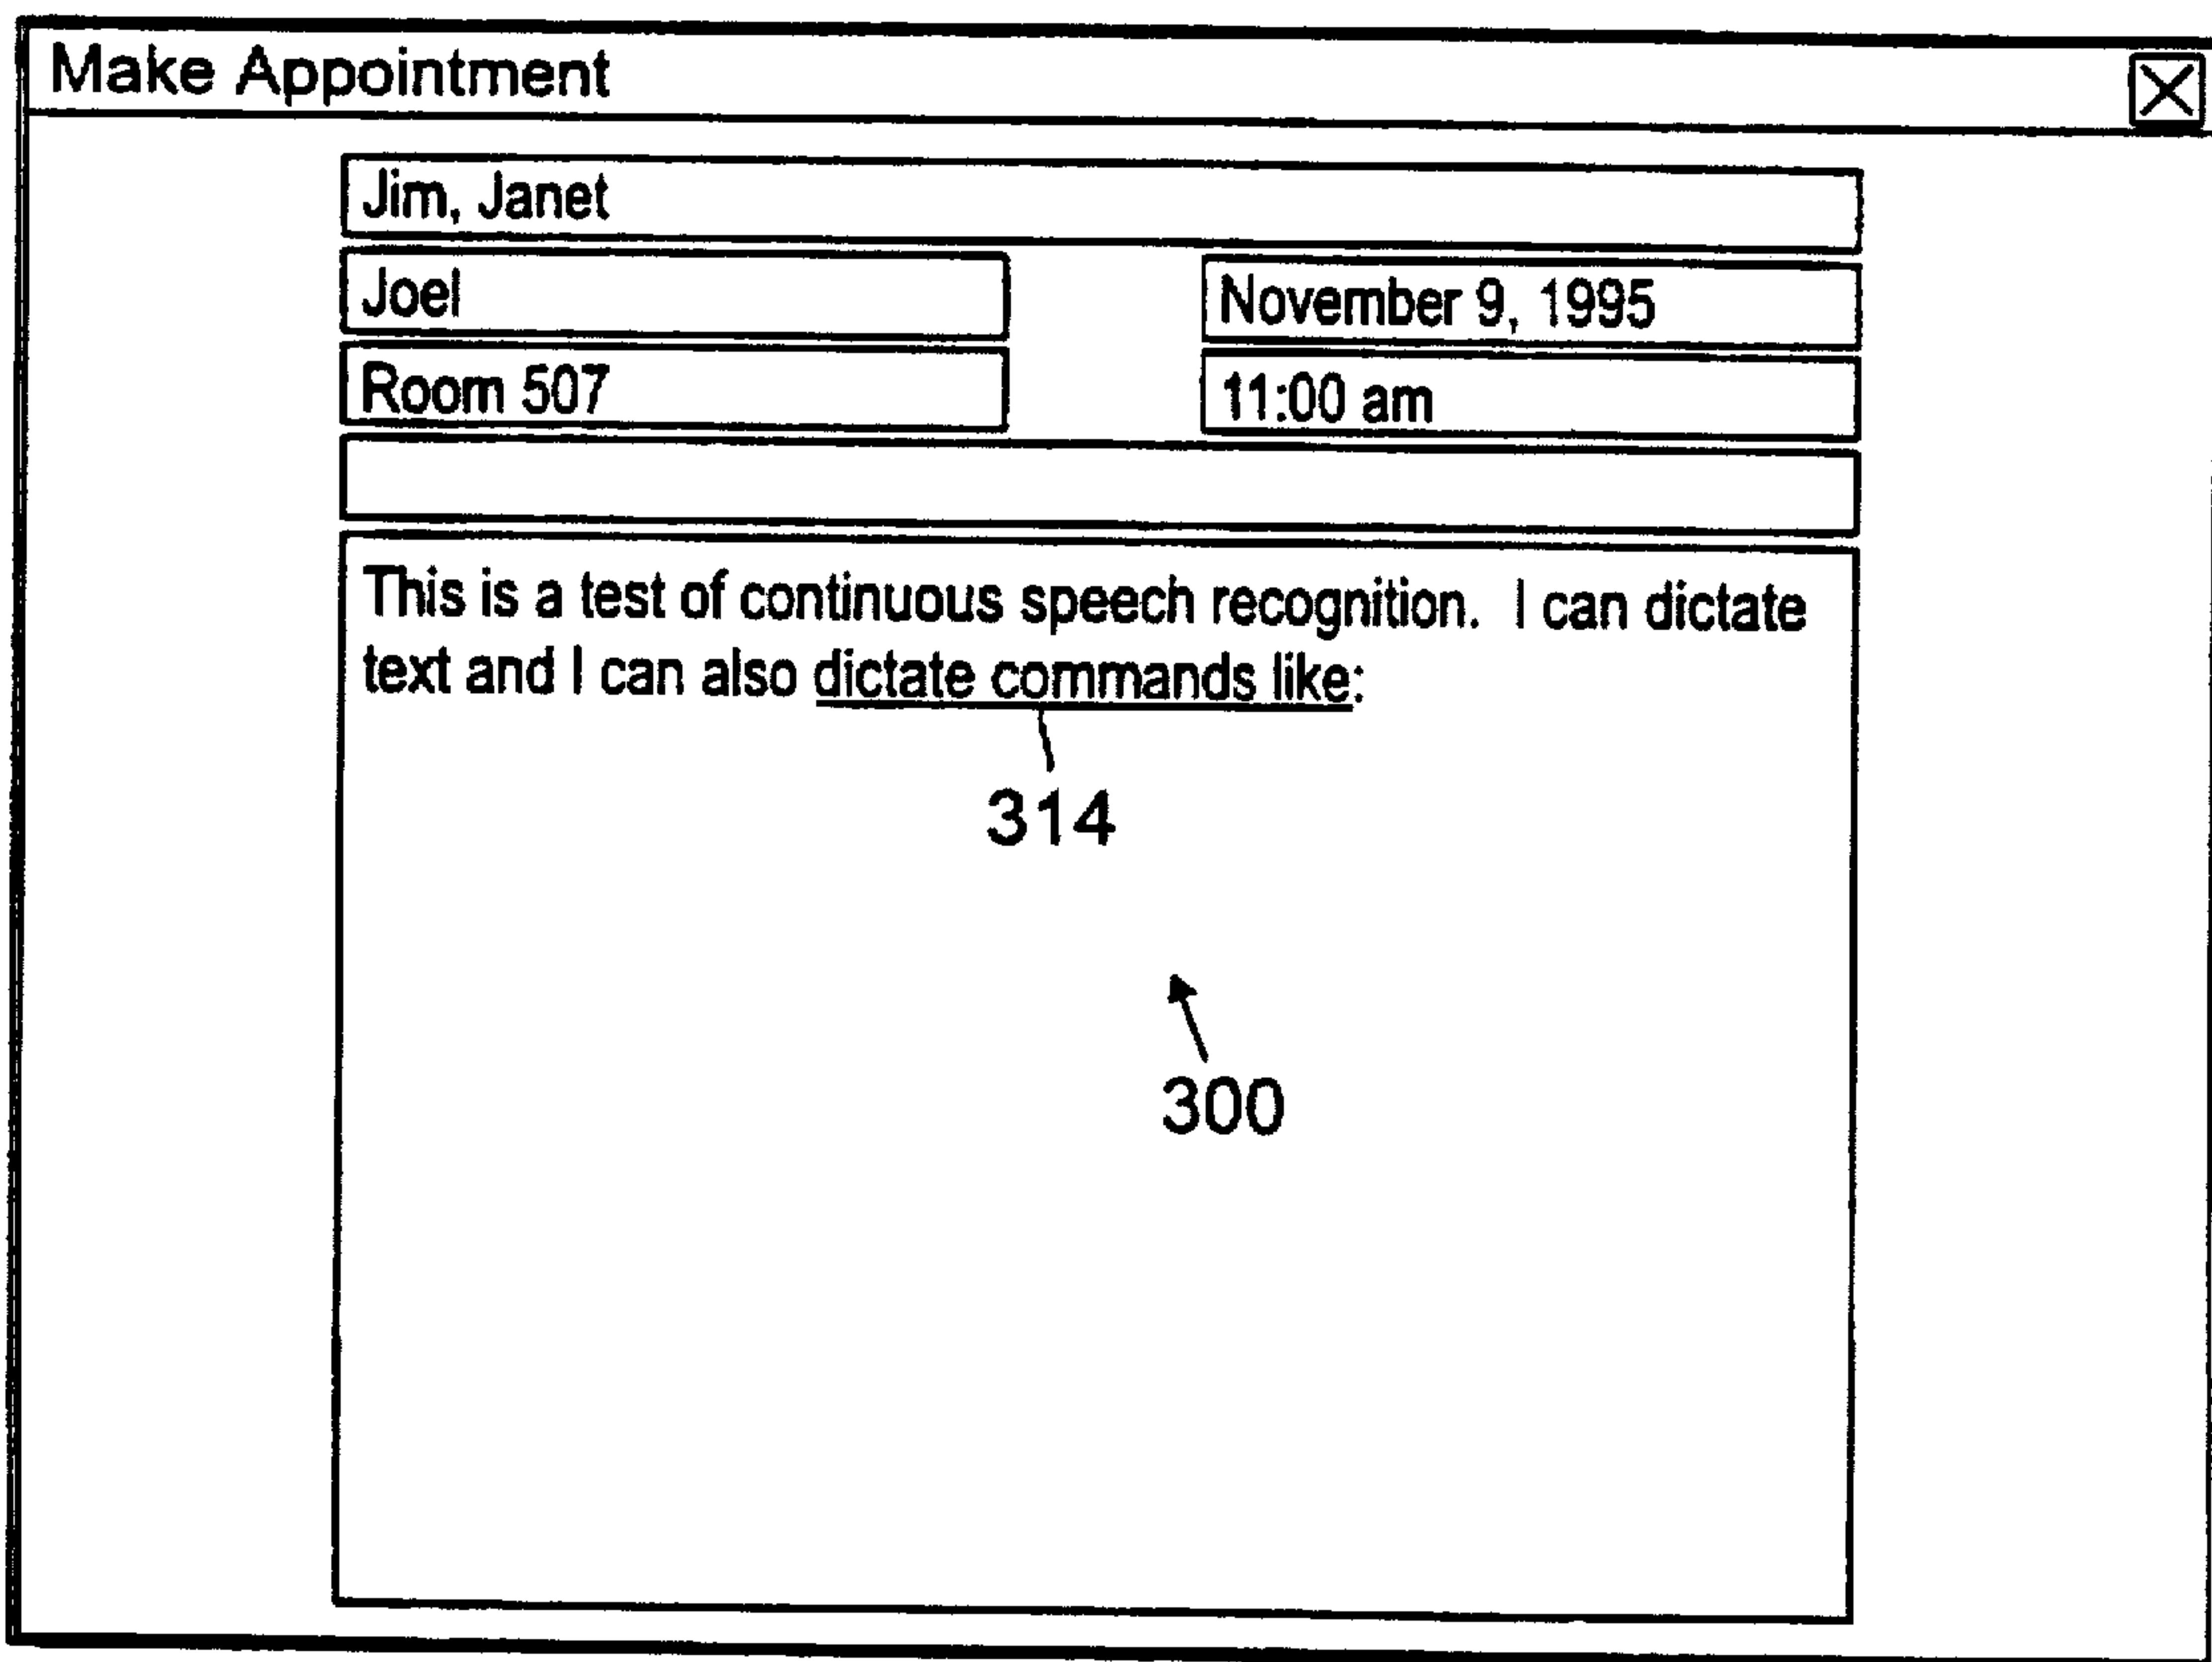 Make Appointment
Jim, Janet
Joel
November 9, 1995
Room 507
11:00 am
This is a test of continuous speech recognition.  I can dictate
text and I can also dictate commands like:
314
300